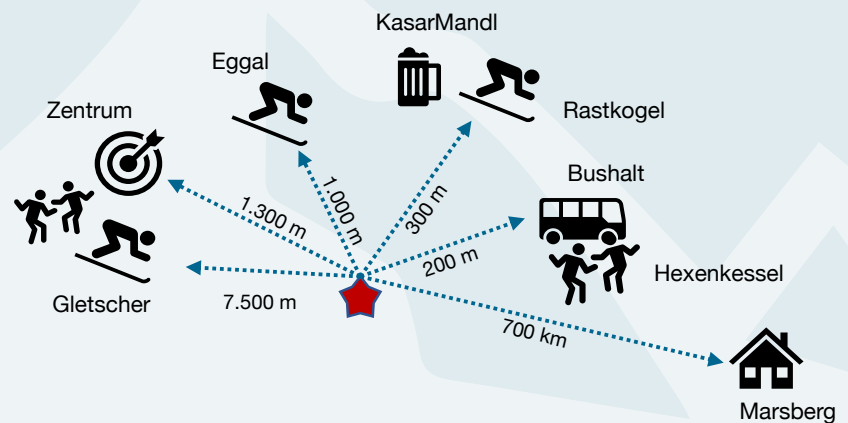 KasarMandl
Eggal
Zentrum
Rastkogel
Bushalt
1.300 m
1.000 m
300 m
200 m
Hexenkessel
Gletscher
7.500 m
700 km
Marsberg